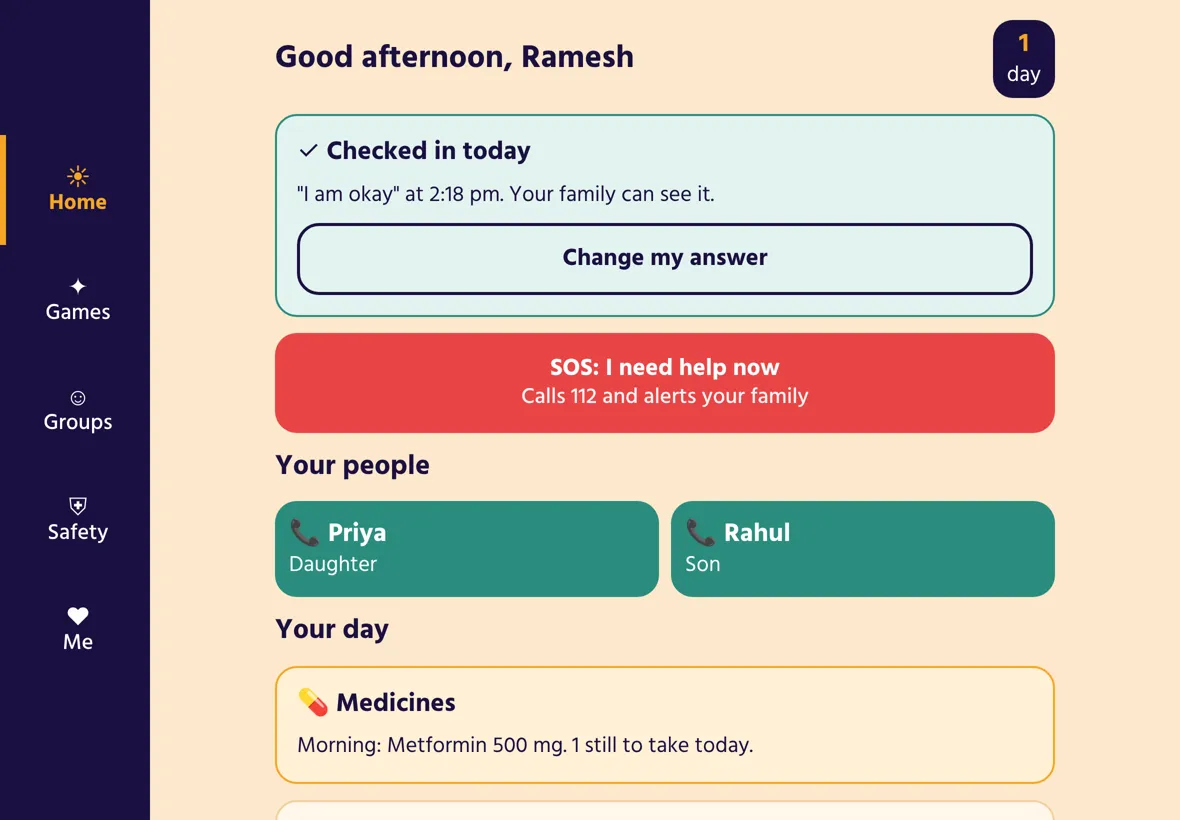 Home
Games
Groups
Safety
Me
Good afternoon, Ramesh
1
day
Checked in today
"I am okay" at 2:18 pm. Your family can see it.
Change my answer
SOS: I need help now
Calls 112 and alerts your family
Your people
Priya
Daughter
Rahul
Son
Your day
Medicines
Morning: Metformin 500 mg. 1 still to take today.